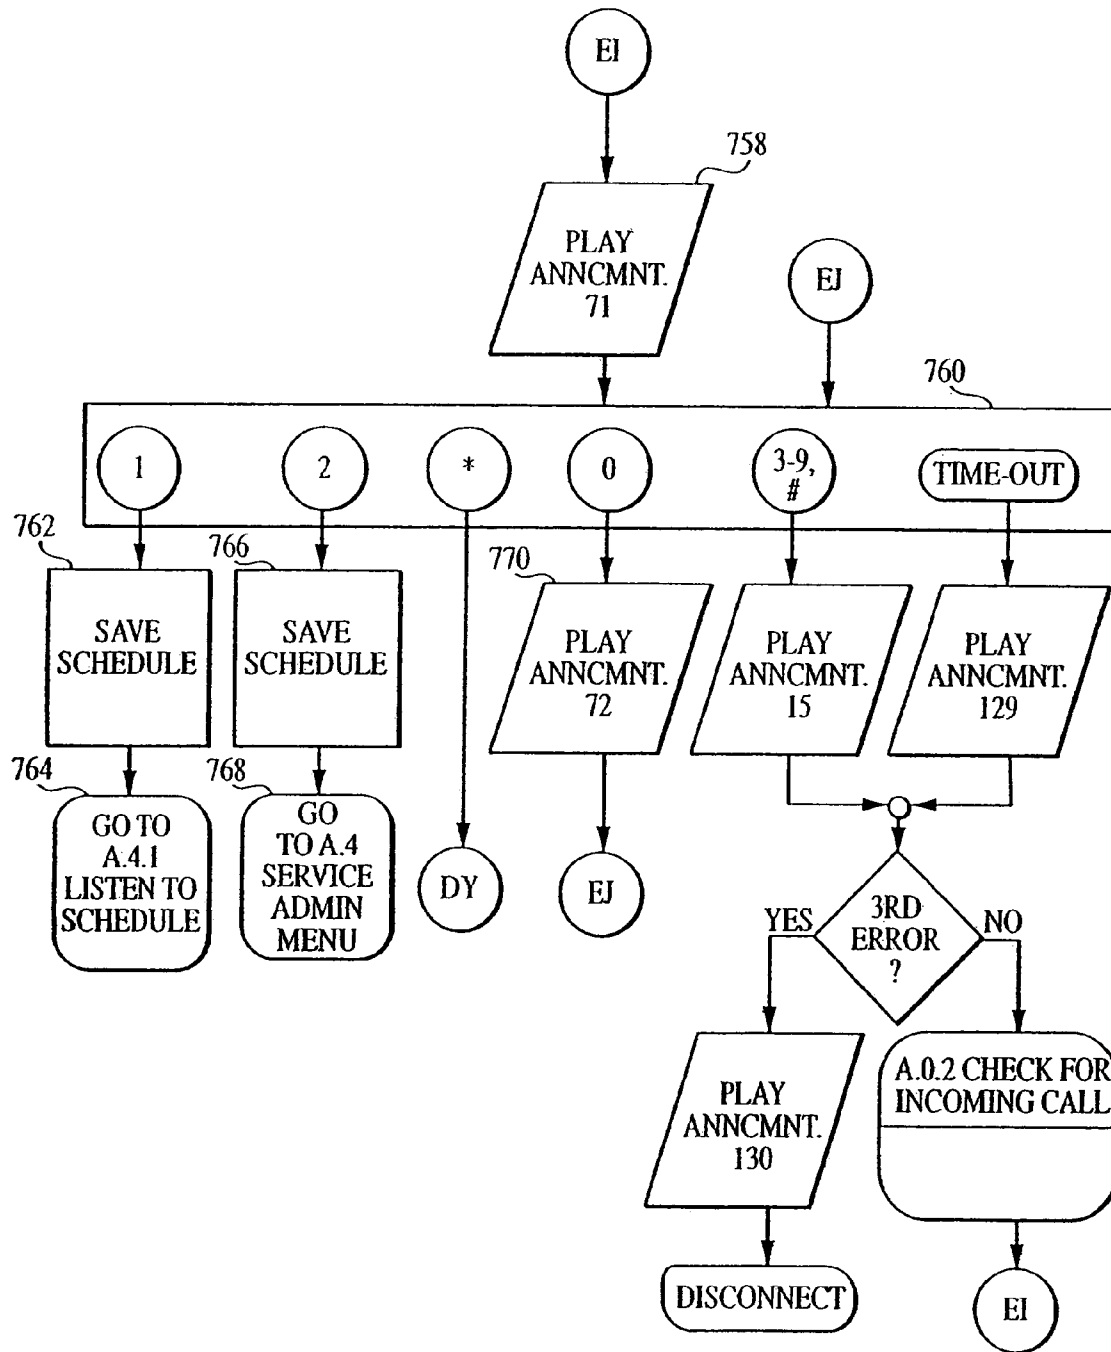 EI
758
PLAY
ANNCMNT.
71
EJ
760
1
2
*
0
3-9,
#
TIME-OUT
762
SAVE
SCHEDULE
766
SAVE
SCHEDULE
770
PLAY
ANNCMNT.
72
PLAY
ANNCMNT.
15
PLAY
ANNCMNT.
129
764
GO TO
A.4.1
LISTEN TO
SCHEDULE
768
GO
TO A.4
SERVICE
ADMIN
MENU
DY
EJ
YES
3RD
ERROR
?
NO
PLAY
ANNCMNT.
130
A.0.2 CHECK FOR
INCOMING CALL
DISCONNECT
EI